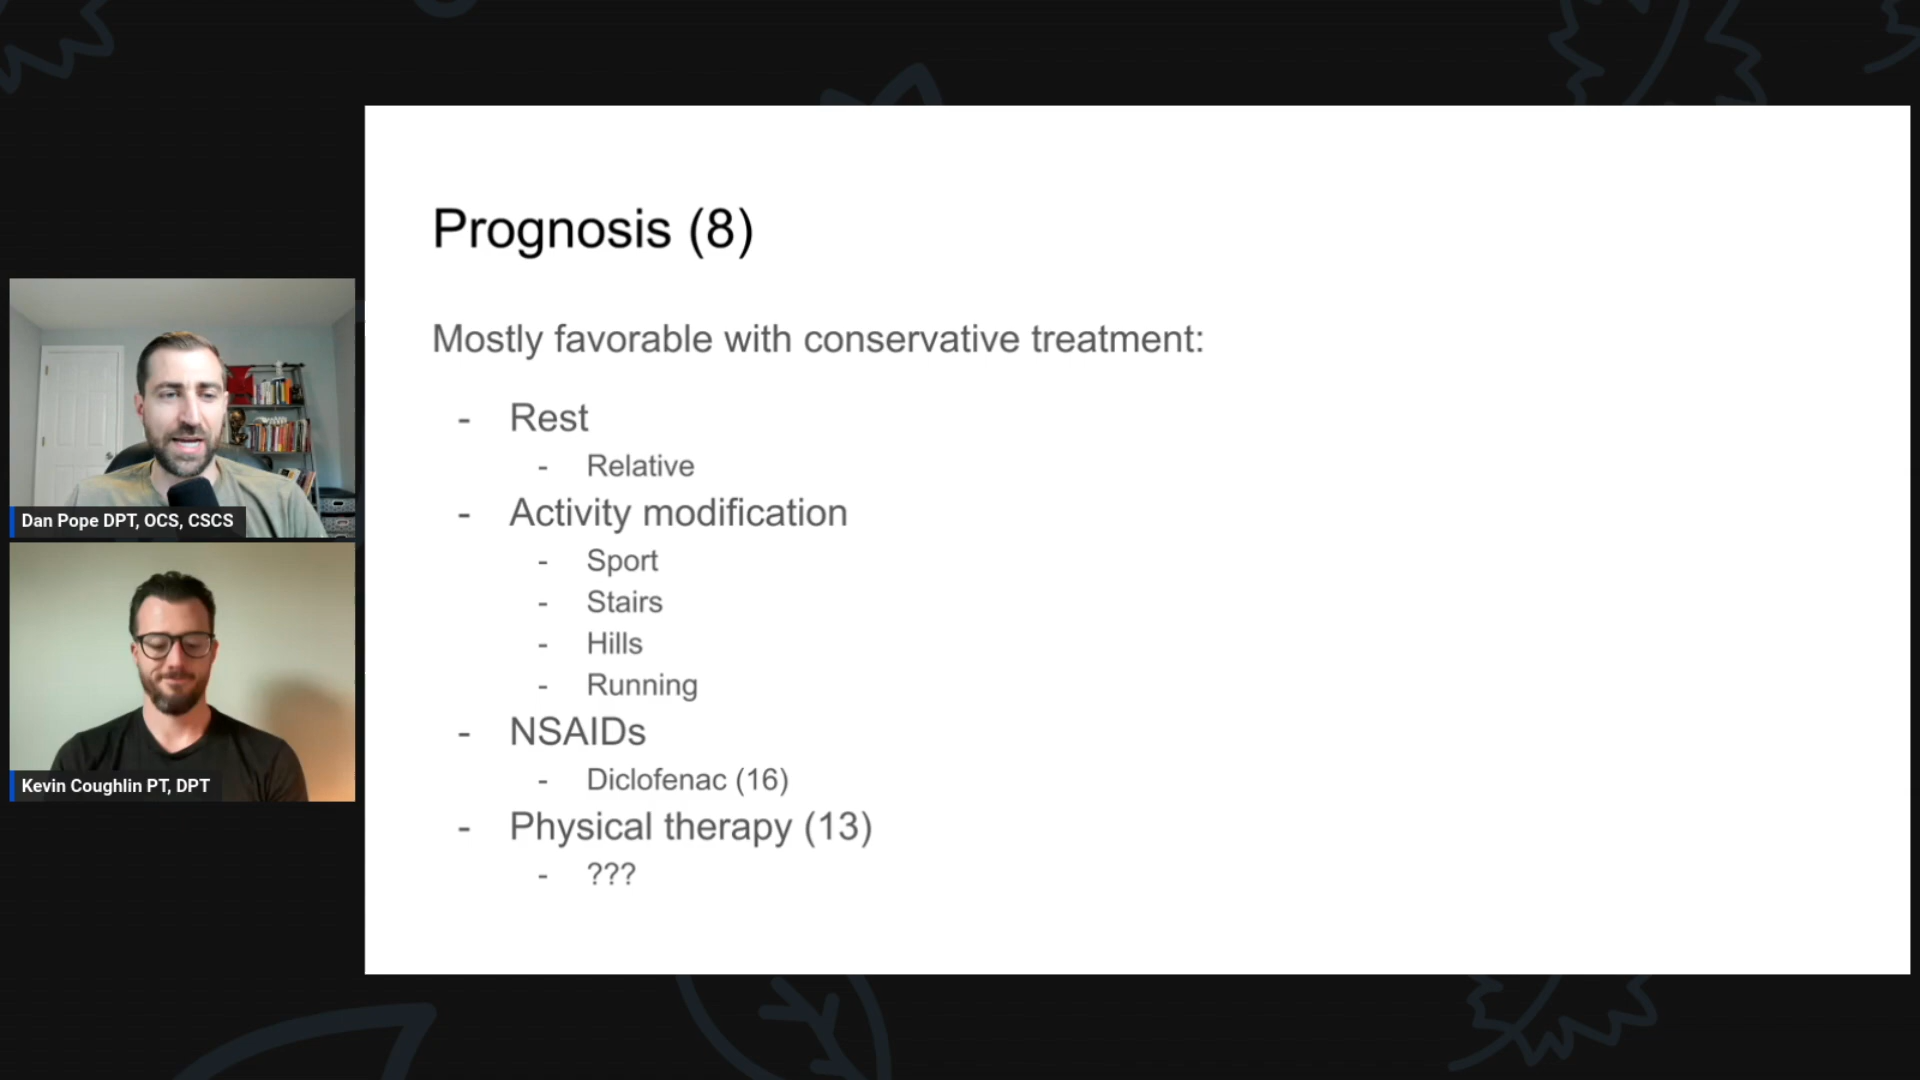 Prognosis (8)
Mostly favorable with conservative treatment:
- Rest
- Relative
- Activity modification
- Sport
- Stairs
- Hills
- Running
- NSAIDs
- Diclofenac (16)
- Physical therapy (13)
- ???
Dan Pope DPT, OCS, CSCS
Kevin Coughlin PT, DPT